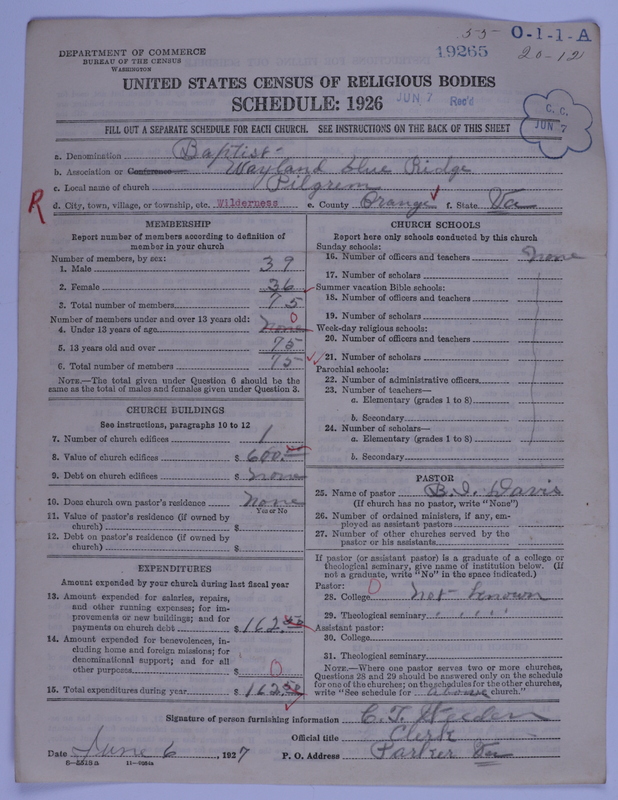 55 O-1-1-A
DEPARTMENT OF COMMERCE
BUREAU OF THE CENSUS
WASHINGTON
19265 20-12
UNITED STATES CENSUS OF RELIGIOUS BODIES
SCHEDULE: 1926
JUN 7 Rec'd
C. C.
JUN 7
FILL OUT A SEPARATE SCHEDULE FOR EACH CHURCH. SEE INSTRUCTIONS ON THE BACK OF THIS SHEET
a. Denomination Baptist
b. Association or Conference Wayland blue Ridge
c. Local name of church Pilgrem
R d. City, town, village, or township, etc. Wilderness e. County Orange f. State Va
MEMBERSHIP
Report number of members according to definition of
member in your church
Number of members, by sex:
1. Male 39
2. Female 36
3. Total number of members 75
Number of members under and over 13 years old:
4. Under 13 years of age none 0
5. 13 years old and over 75
6. Total number of members 75
NOTE.—The total given under Question 6 should be the
same as the total of males and females given under Question 3.
CHURCH BUILDINGS
See instructions, paragraphs 10 to 12
7. Number of church edifices 1
8. Value of church edifices $ 600.
9. Debt on church edifices $ none
10. Does church own pastor's residence none
Yes or No
11. Value of pastor's residence (if owned by
church) $
12. Debt on pastor's residence (if owned by
church) $
EXPENDITURES
Amount expended by your church during last fiscal year
13. Amount expended for salaries, repairs,
and other running expenses; for im-
provements or new buildings; and for
payments on church debt $ 162.
14. Amount expended for benevolences, in-
cluding home and foreign missions; for
denominational support; and for all
other purposes $ 0
15. Total expenditures during year $ 162
CHURCH SCHOOLS
Report here only schools conducted by this church
Sunday schools:
16. Number of officers and teachers none
17. Number of scholars
Summer vacation Bible schools:
18. Number of officers and teachers
19. Number of scholars
Week-day religious schools:
20. Number of officers and teachers
21. Number of scholars
Parochial schools:
22. Number of administrative officers
23. Number of teachers—
a. Elementary (grades 1 to 8)
b. Secondary
24. Number of scholars—
a. Elementary (grades 1 to 8)
b. Secondary
PASTOR
25. Name of pastor B. I. Davis
(If church has no pastor, write "None")
26. Number of ordained ministers, if any, em-
ployed as assistant pastors
27. Number of other churches served by the
pastor or his assistants
If pastor (or assistant pastor) is a graduate of a college or
theological seminary, give name of institution below. (If
not a graduate, write "No" in the space indicated.)
Pastor: 0
28. College not known
29. Theological seminary " " "
Assistant pastor:
30. College
31. Theological seminary
NOTE.—Where one pastor serves two or more churches,
Questions 28 and 29 should be answered only on the schedule
for one of the churches; on the schedules for the other churches,
write "See schedule for above church."
Signature of person furnishing information C. T.
Official title Clerk
Date June 6, 1927 P. O. Address Parker Va